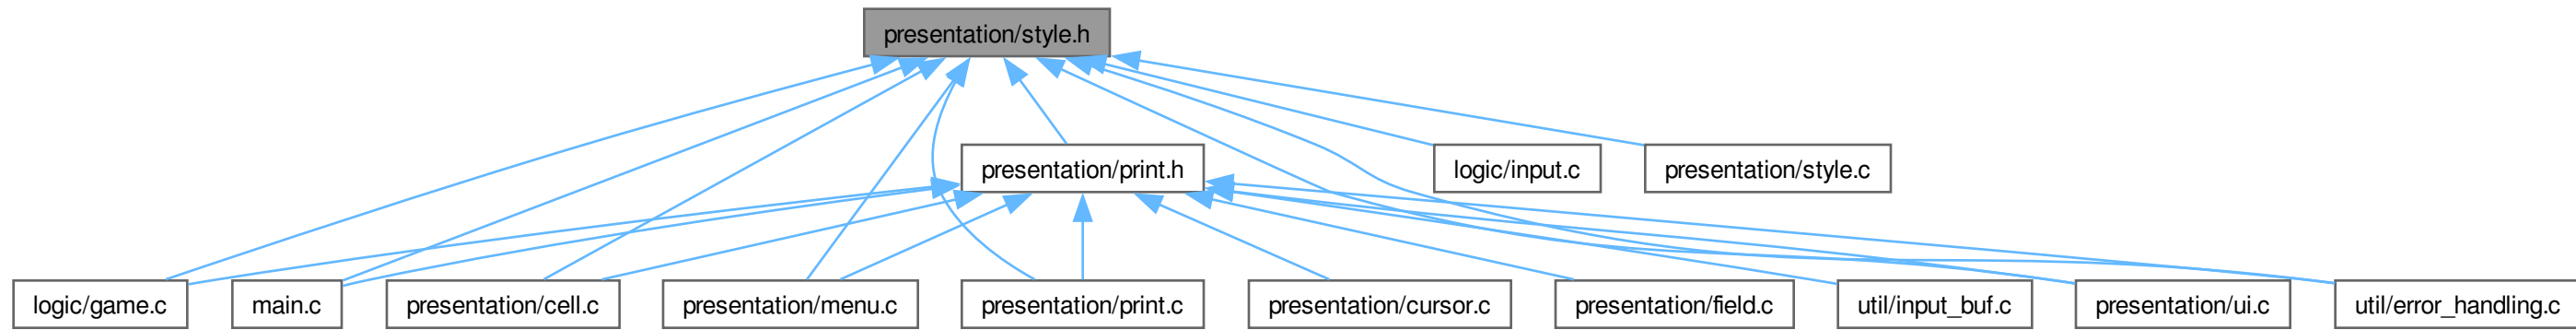 presentation/style.h
presentation/print.h
logic/input.c
presentation/style.c
logic/game.c
main.c
presentation/cell.c
presentation/menu.c
presentation/print.c
presentation/cursor.c
presentation/field.c
util/input_buf.c
presentation/ui.c
util/error_handling.c